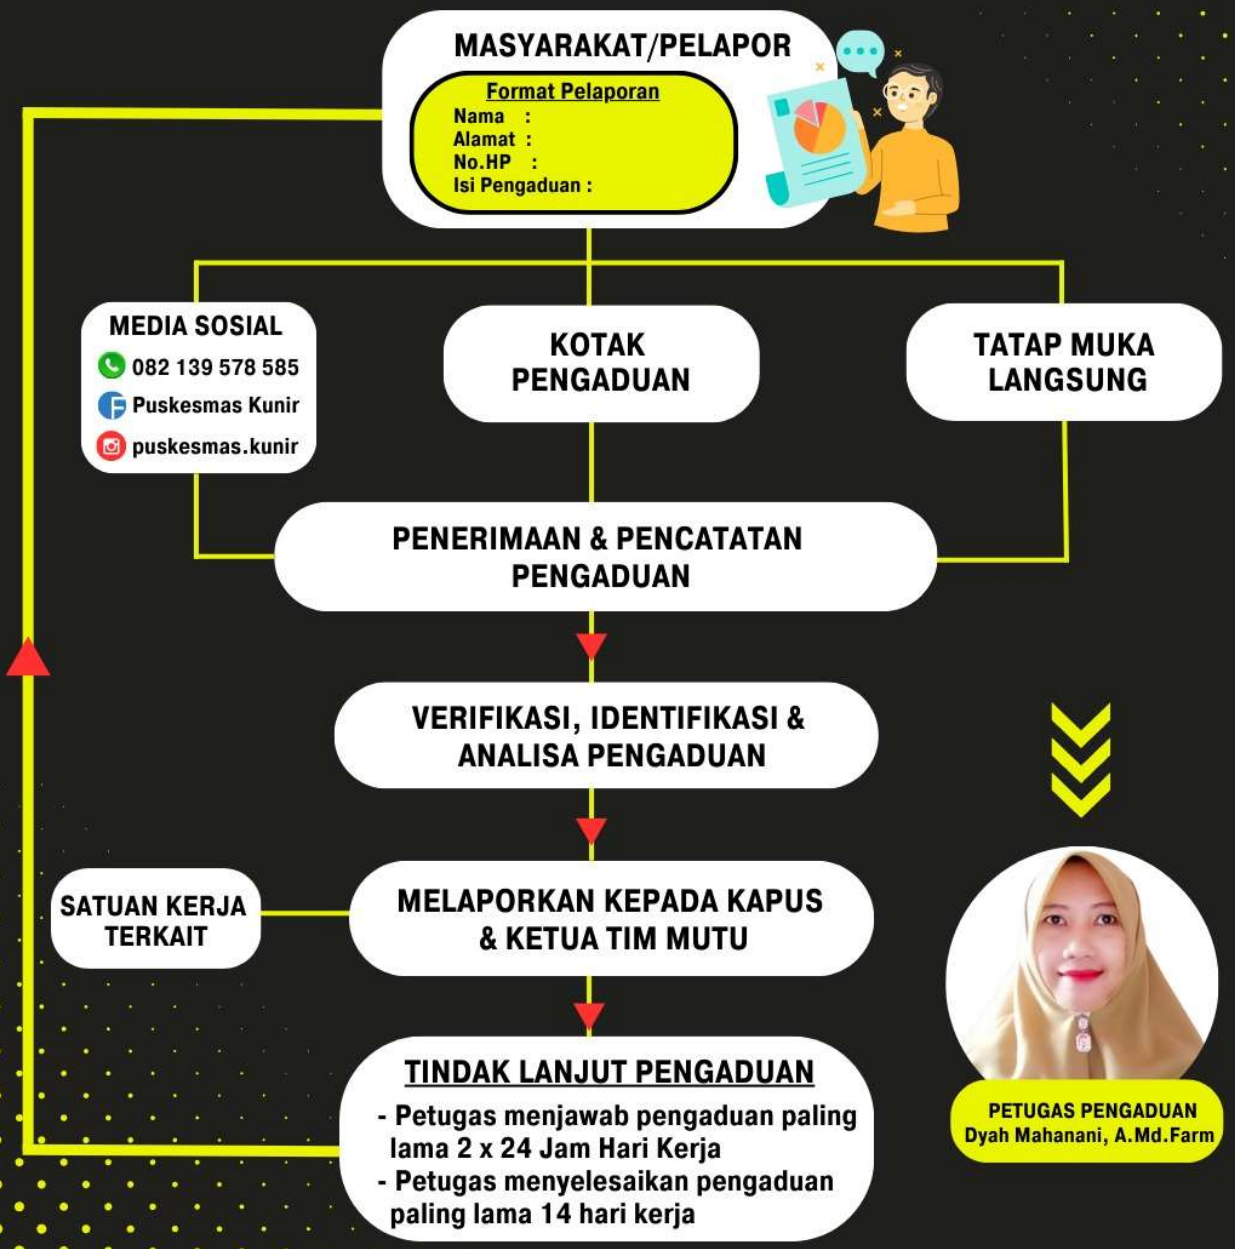 MASYARAKAT/PELAPOR
Format Pelaporan
Nama :
Alamat :
No.HP :
Isi Pengaduan :
MEDIA SOSIAL
082 139 578 585
Puskesmas Kunir
puskesmas.kunir
KOTAK
PENGADUAN
TATAP MUKA
LANGSUNG
PENERIMAAN & PENCATATAN
PENGADUAN
VERIFIKASI, IDENTIFIKASI &
ANALISA PENGADUAN
SATUAN KERJA
TERKAIT
MELAPORKAN KEPADA KAPUS
& KETUA TIM MUTU
TINDAK LANJUT PENGADUAN
- Petugas menjawab pengaduan paling
lama 2 x 24 Jam Hari Kerja
- Petugas menyelesaikan pengaduan
paling lama 14 hari kerja
PETUGAS PENGADUAN
Dyah Mahanani, A.Md.Farm